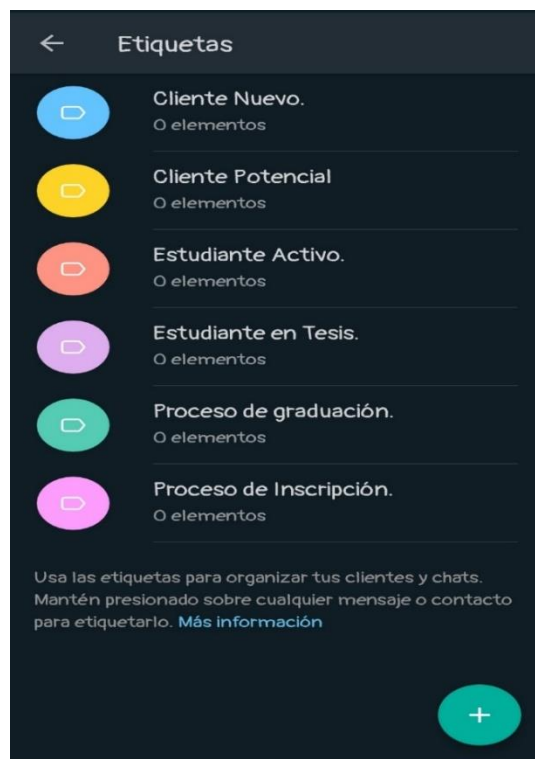 Etiquetas
Cliente Nuevo.
0 elementos
Cliente Potencial
0 elementos
Estudiante Activo.
0 elementos
Estudiante en Tesis.
0 elementos
Proceso de graduación.
0 elementos
Proceso de Inscripción.
0 elementos
Usa las etiquetas para organizar tus clientes y chats.
Mantén presionado sobre cualquier mensaje o contacto
para etiquetarlo. Más información